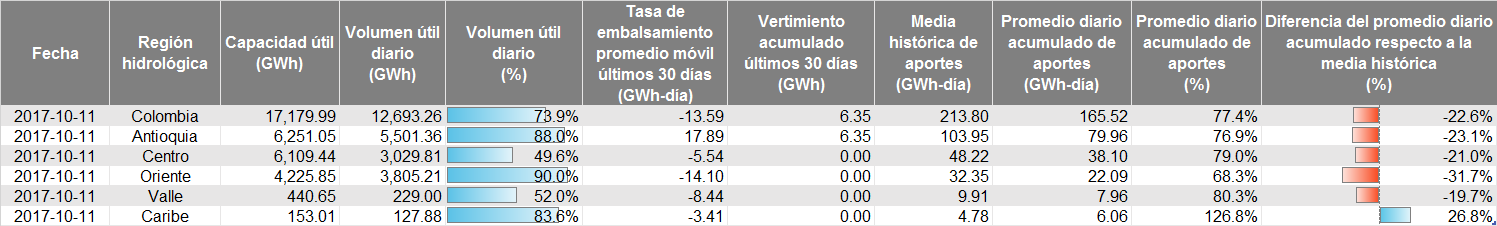 Fecha Región hidrológica Capacidad útil (GWh) Volumen útil diario (GWh) Volumen útil diario (%) Tasa de embalsamiento promedio móvil últimos 30 días (GWh-día) Vertimiento acumulado últimos 30 días (GWh) Media histórica de aportes (GWh-día) Promedio diario acumulado de aportes (GWh-día) Promedio diario acumulado de aportes (%) Diferencia del promedio diario acumulado respecto a la media histórica (%)
2017-10-11 Colombia 17,179.99 12,693.26 73.9% -13.59 6.35 213.80 165.52 77.4% -22.6%
2017-10-11 Antioquia 6,251.05 5,501.36 88.0% 17.89 6.35 103.95 79.96 76.9% -23.1%
2017-10-11 Centro 6,109.44 3,029.81 49.6% -5.54 0.00 48.22 38.10 79.0% -21.0%
2017-10-11 Oriente 4,225.85 3,805.21 90.0% -14.10 0.00 32.35 22.09 68.3% -31.7%
2017-10-11 Valle 440.65 229.00 52.0% -8.44 0.00 9.91 7.96 80.3% -19.7%
2017-10-11 Caribe 153.01 127.88 83.6% -3.41 0.00 4.78 6.06 126.8% 26.8%